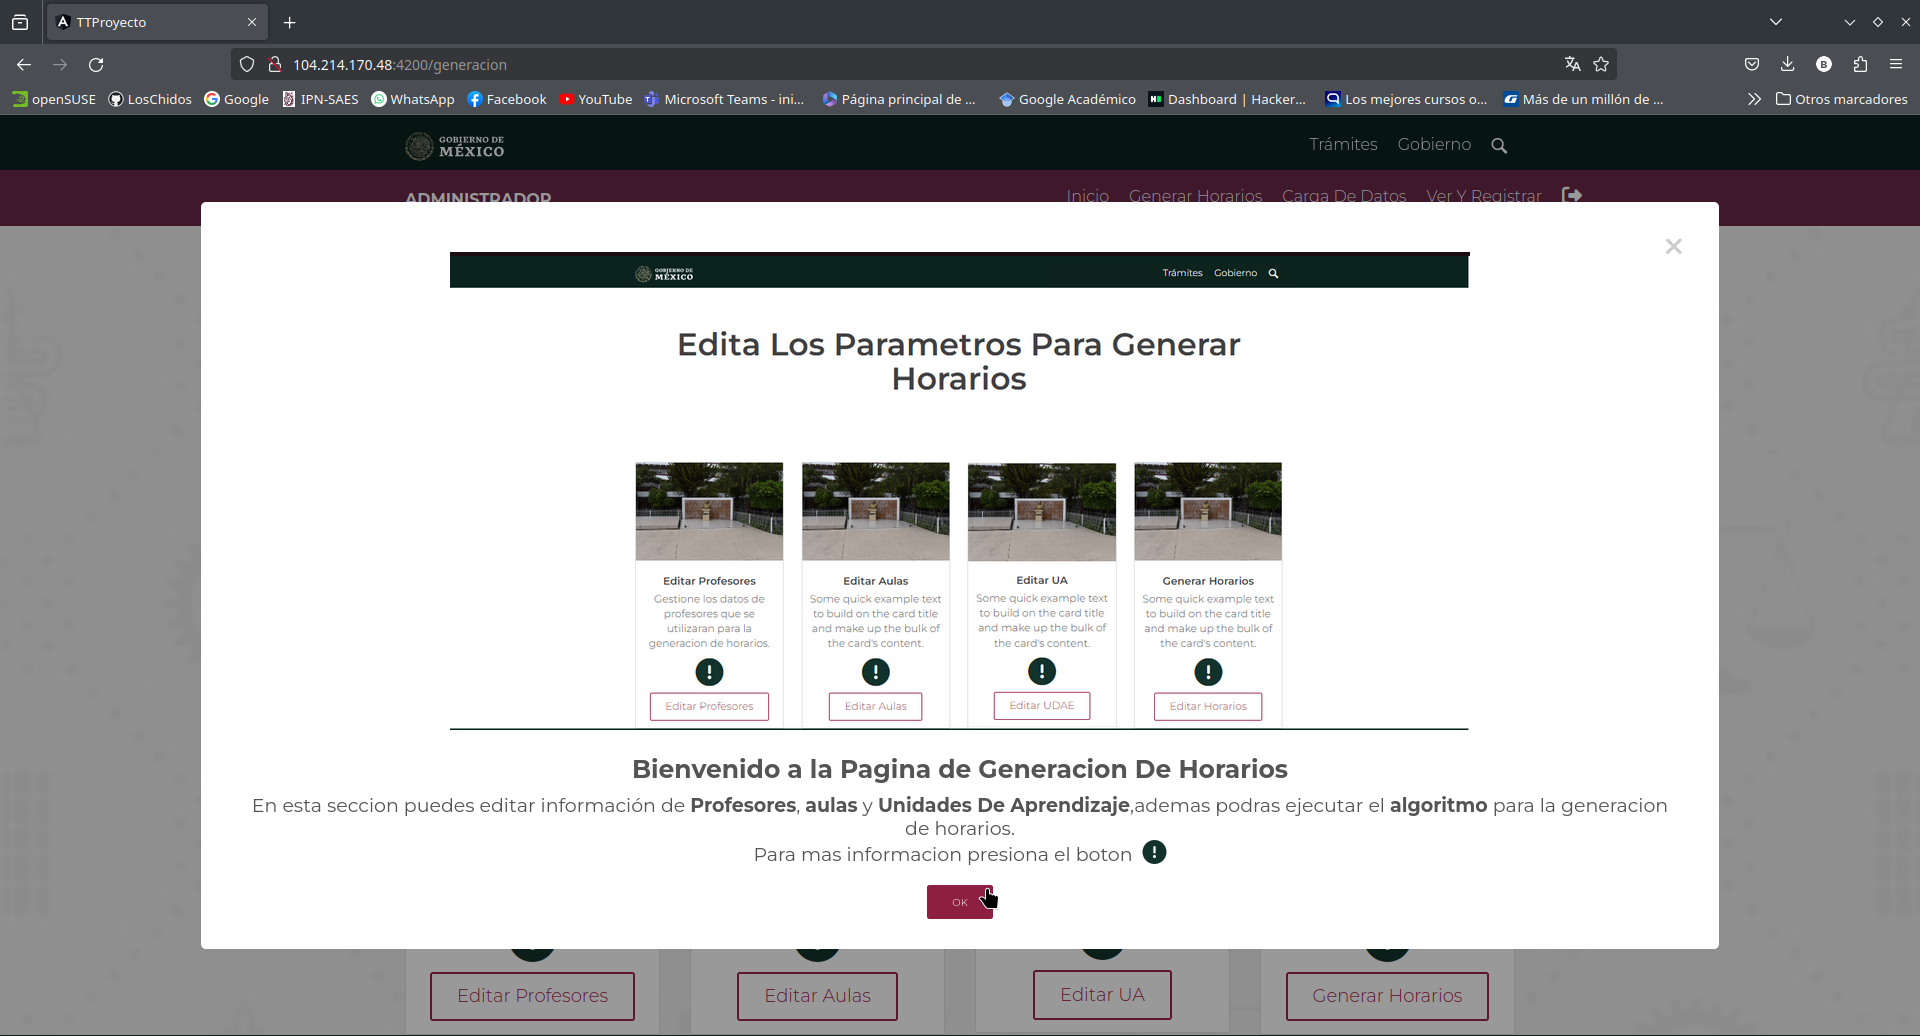 TTProyecto
104.214.170.48:4200/generacion
openSUSE LosChidos Google IPN-SAES WhatsApp Facebook YouTube Microsoft Teams - ini... Página principal de ... Google Académico Dashboard | Hacker... Los mejores cursos o... Más de un millón de ... Otros marcadores
GOBIERNO DE
MÉXICO
Trámites Gobierno
ADMINISTRADOR
Inicio Generar Horarios Carga De Datos Ver Y Registrar
GOBIERNO DE
MÉXICO
Trámites Gobierno
Edita Los Parametros Para Generar
Horarios
Editar Profesores
Gestione los datos de
profesores que se
utilizaran para la
generacion de horarios.
Editar Profesores
Editar Aulas
Some quick example text
to build on the card title
and make up the bulk of
the card's content.
Editar Aulas
Editar UA
Some quick example text
to build on the card title
and make up the bulk of
the card's content.
Editar UDAE
Generar Horarios
Some quick example text
to build on the card title
and make up the bulk of
the card's content.
Editar Horarios
Bienvenido a la Pagina de Generacion De Horarios
En esta seccion puedes editar información de Profesores, aulas y Unidades De Aprendizaje,ademas podras ejecutar el algoritmo para la generacion
de horarios.
Para mas informacion presiona el boton
OK
Editar Profesores Editar Aulas Editar UA Generar Horarios